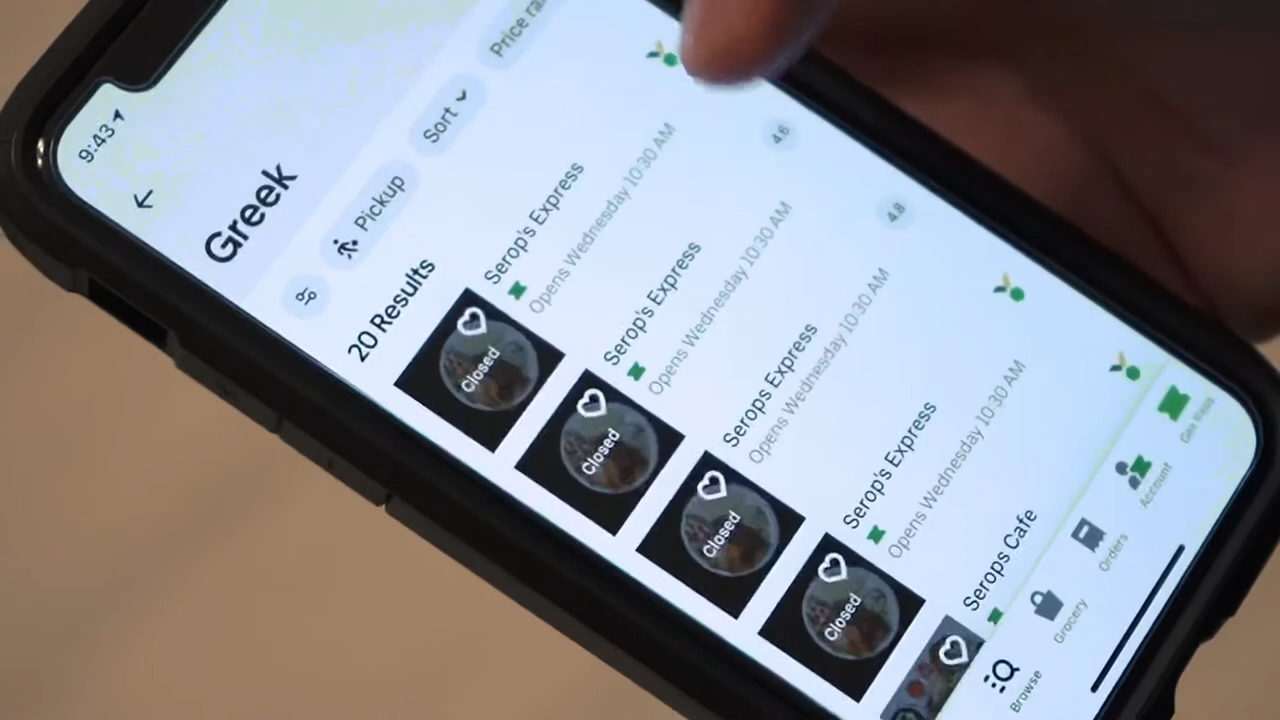 9:43
Greek
Pickup
Sort
Price
20 Results
Serop's Express
Opens Wednesday 10:30 AM
4.6
Closed
Serop's Express
Opens Wednesday 10:30 AM
4.8
Closed
Serops Express
Opens Wednesday 10:30 AM
Closed
Serop's Express
Opens Wednesday 10:30 AM
Closed
Serops Cafe
Browse
Grocery
Orders
Account